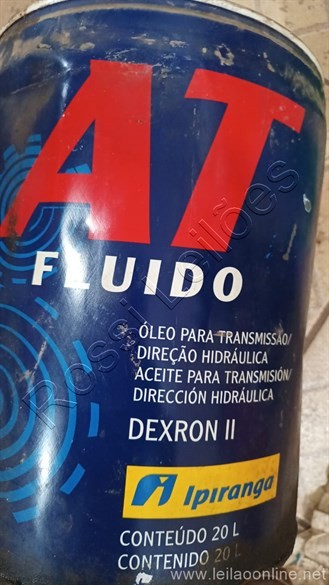 AT
FLUIDO
ÓLEO PARA TRANSMISSÃO/
DIREÇÃO HIDRÁULICA
ACEITE PARA TRANSMISIÓN/
DIRECCIÓN HIDRÁULICA
DEXRON II
Ipiranga
CONTEÚDO 20 L
CONTENIDO 20 L
Rossi Leilões
www.leilaoonline.net